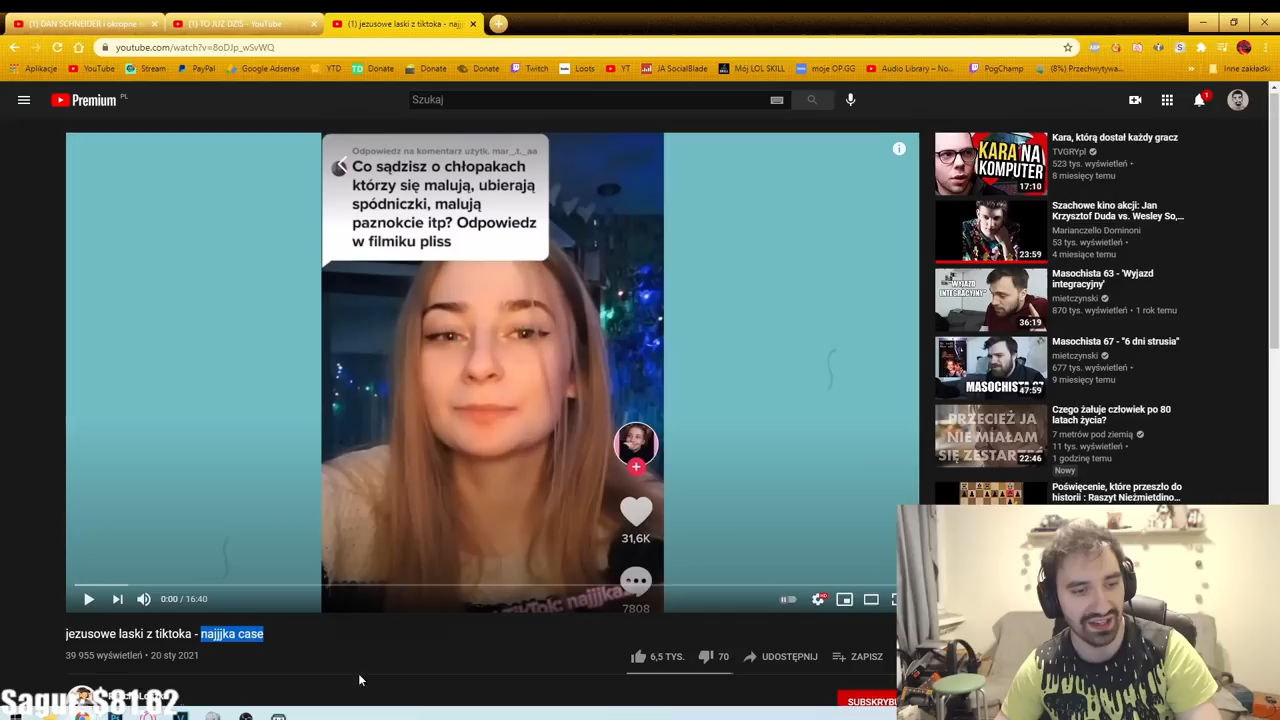 (1) DAN SCHNEIDER i okropne
(1) TO JUŻ DZIŚ - YouTube
(1) jezusowe laski z tiktoka - najj
youtube.com/watch?v=8oDJp_wSvWQ
Aplikacje
YouTube
Stream
PayPal
Google Adsense
YTD
Donate
Donate
Donate
Twitch
Loots
YT
JA SocialBlade
Mój LOL SKILL
moje OP.GG
Audio Library – No...
PogChamp
(8%) Przechwytywa...
»
Inne zakładki
Premium PL
Szukaj
1
Odpowiedz na komentarz użytk. mar_.t._aa
Co sądzisz o chłopakach
którzy się malują, ubierają
spódniczki, malują
paznokcie itp? Odpowiedz
w filmiku pliss
31,6K
7808
0:00 / 16:40
jezusowe laski z tiktoka - najjjka case
39 955 wyświetleń • 20 sty 2021
6,5 TYS.
70
UDOSTĘPNIJ
ZAPISZ
SUBSKRYBU
Sagu: $81.62
KARA NA
KOMPUTER
17:10
Kara, którą dostał każdy gracz
TVGRYpl
523 tys. wyświetleń •
8 miesięcy temu
23:59
Szachowe kino akcji: Jan
Krzysztof Duda vs. Wesley So,...
Marianczello Dominoni
53 tys. wyświetleń •
4 miesiące temu
"WYJAZD
INTEGRACYJNY"
36:19
Masochista 63 - 'Wyjazd
integracyjny'
mietczynski
870 tys. wyświetleń • 1 rok temu
MASOCHISTA 67
47:59
Masochista 67 - "6 dni strusia"
mietczynski
677 tys. wyświetleń •
9 miesięcy temu
PRZECIEŻ JA
NIE MIAŁAM
SIĘ ZESTARZEĆ
22:46
Czego żałuje człowiek po 80
latach życia?
7 metrów pod ziemią
11 tys. wyświetleń •
1 godzinę temu
Nowy
Poświęcenie, które przeszło do
historii : Raszyt Nieżmietdino...